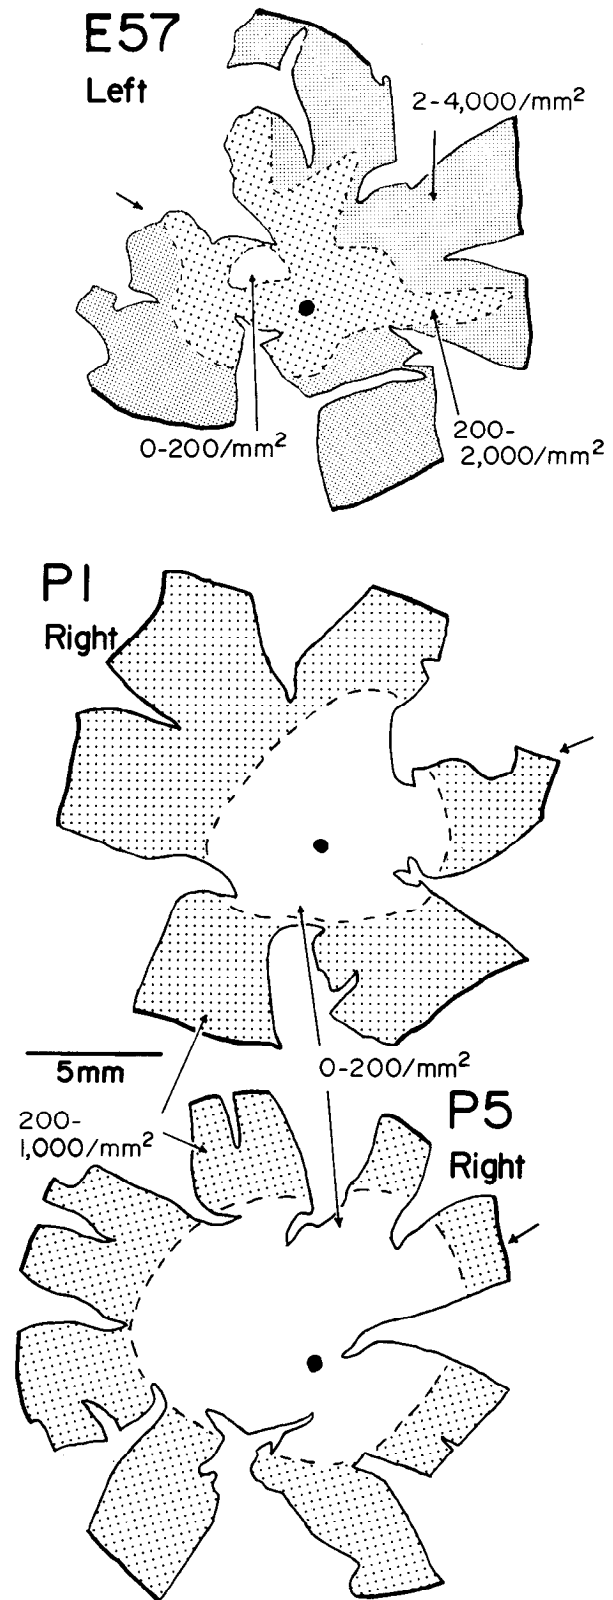 E57
Left
2-4,000/mm²
0-200/mm²
200-
2,000/mm²
P1
Right
5mm
0-200/mm²
200-
1,000/mm²
P5
Right